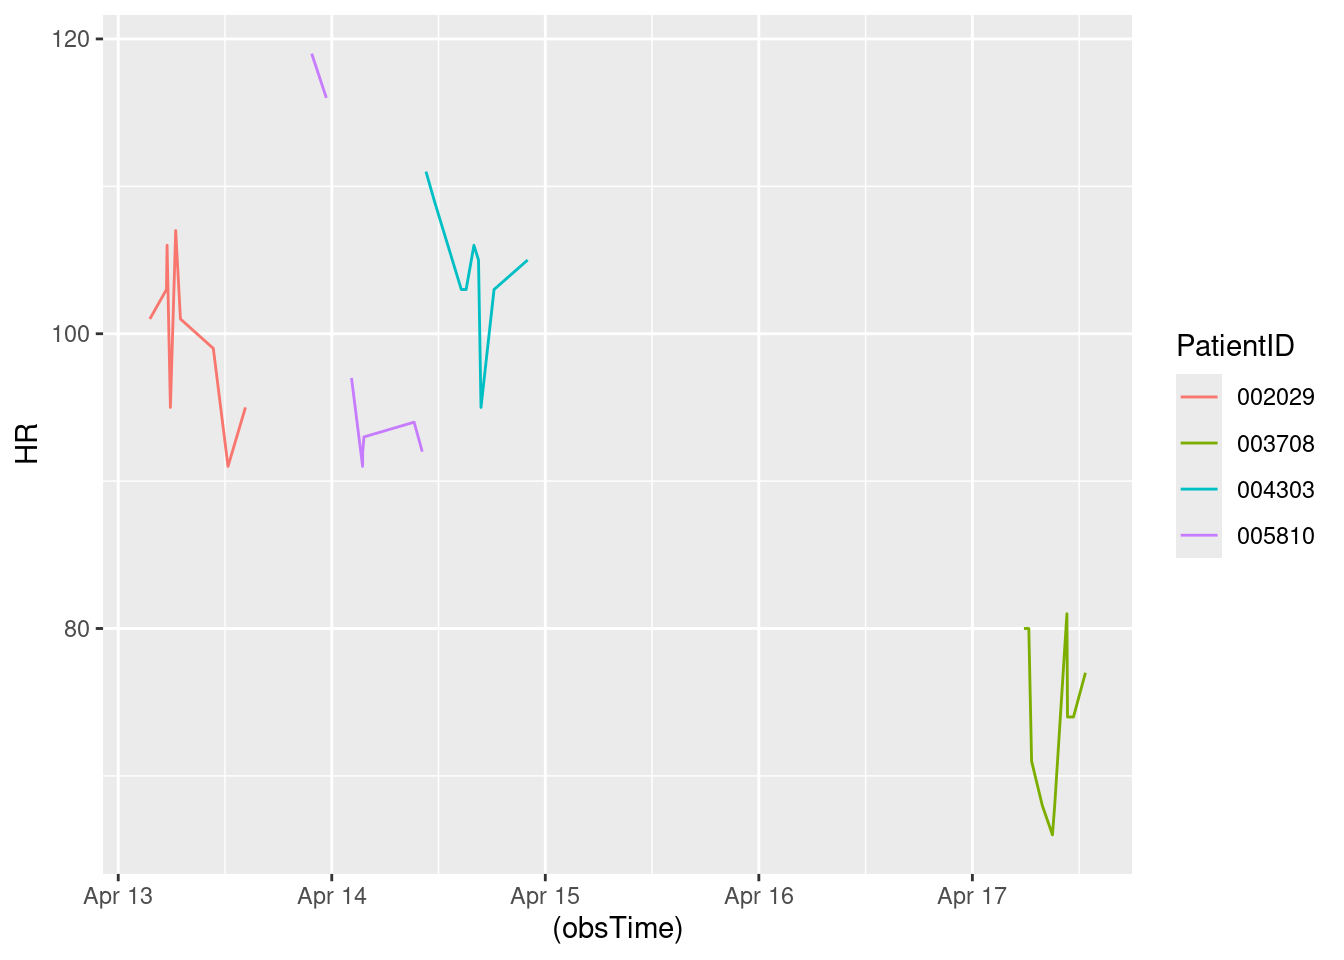 120
100
80
HR
Apr 13
Apr 14
Apr 15
Apr 16
Apr 17
(obsTime)
PatientID
002029
003708
004303
005810